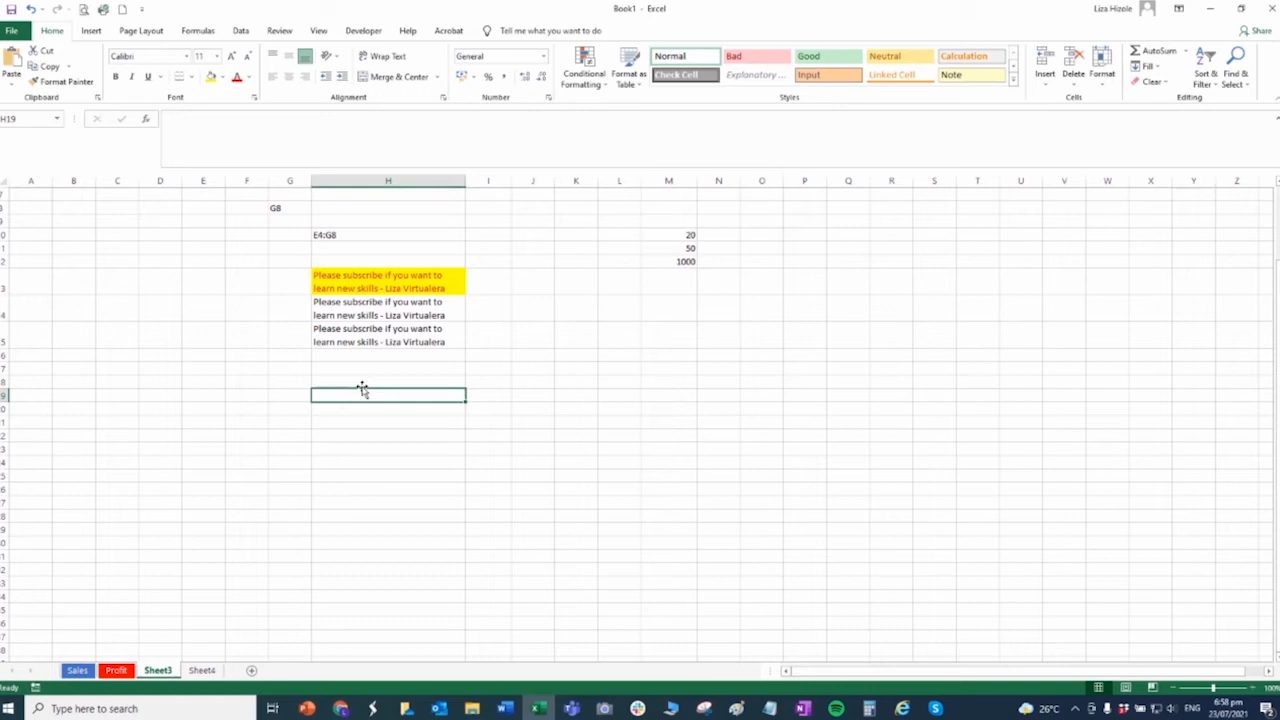 Book1 - Excel
Liza Hizole
File Home Insert Page Layout Formulas Data Review View Developer Help Acrobat Tell me what you want to do Share
Paste Cut Copy Format Painter Clipboard
Calibri 11 B I U Font
Wrap Text Merge & Center Alignment
General % Number
Conditional Formatting Format as Table
Normal Bad Good Neutral Calculation
Check Cell Explanatory ... Input Linked Cell Note
Styles
Insert Delete Format Cells
AutoSum Fill Clear Sort & Filter Find & Select Editing
H19 fx
A B C D E F G H I J K L M N O P Q R S T U V W X Y Z
G8
E4:G8 20
50
1000
Please subscribe if you want to
learn new skills - Liza Virtualera
Please subscribe if you want to
learn new skills - Liza Virtualera
Please subscribe if you want to
learn new skills - Liza Virtualera
Sales Profit Sheet3 Sheet4
100%
Type here to search
26°C
6:58 pm
23/07/2021